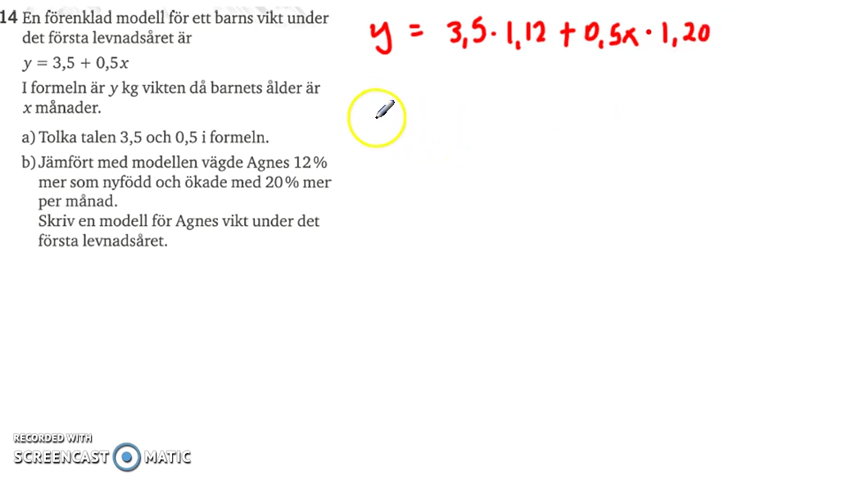 14 En förenklad modell för ett barns vikt under
det första levnadsåret är
y = 3,5 + 0,5x
I formeln är y kg vikten då barnets ålder är
x månader.
a) Tolka talen 3,5 och 0,5 i formeln.
b) Jämfört med modellen vägde Agnes 12 %
mer som nyfödd och ökade med 20 % mer
per månad.
Skriv en modell för Agnes vikt under det
första levnadsåret.
y = 3,5 · 1,12 + 0,5x · 1,20
RECORDED WITH
SCREENCAST MATIC